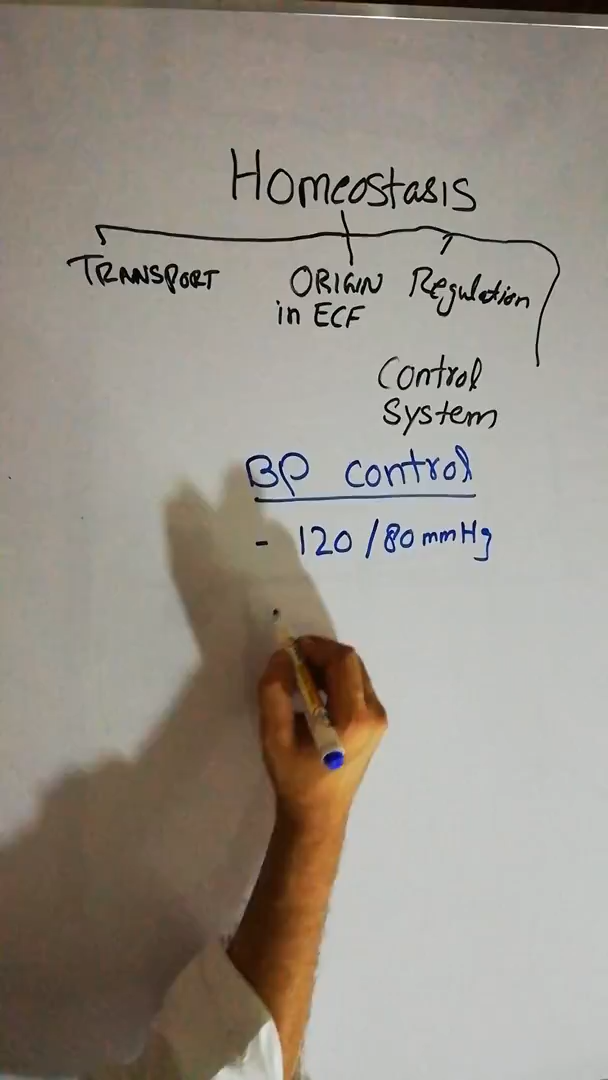 Homeostasis
TRANSPORT
ORIGIN
in ECF
Regulation
Control
System
BP control
- 120/80 mmHg